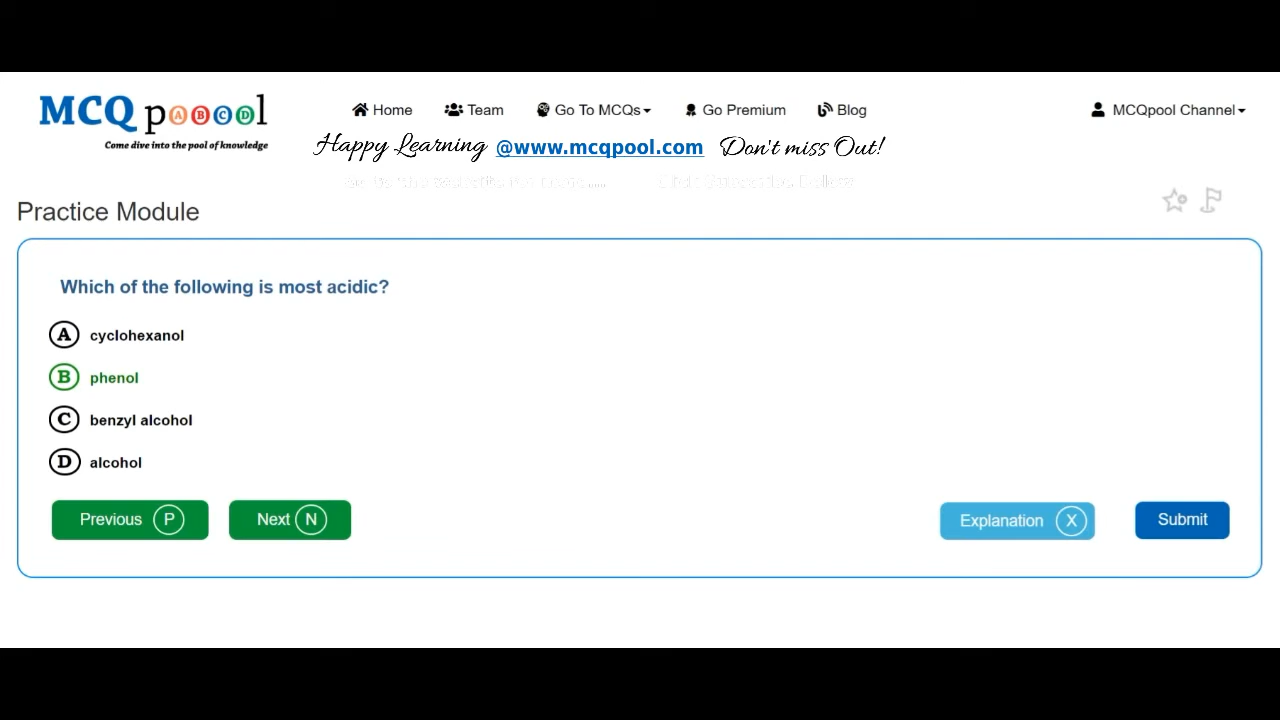 MCQ pooool
Home Team Go To MCQs Go Premium Blog MCQpool Channel
Come dive into the pool of knowledge
Happy Learning @www.mcqpool.com Don't miss Out!
Practice Module
Which of the following is most acidic?
A cyclohexanol
B phenol
C benzyl alcohol
D alcohol
Previous P Next N Explanation X Submit